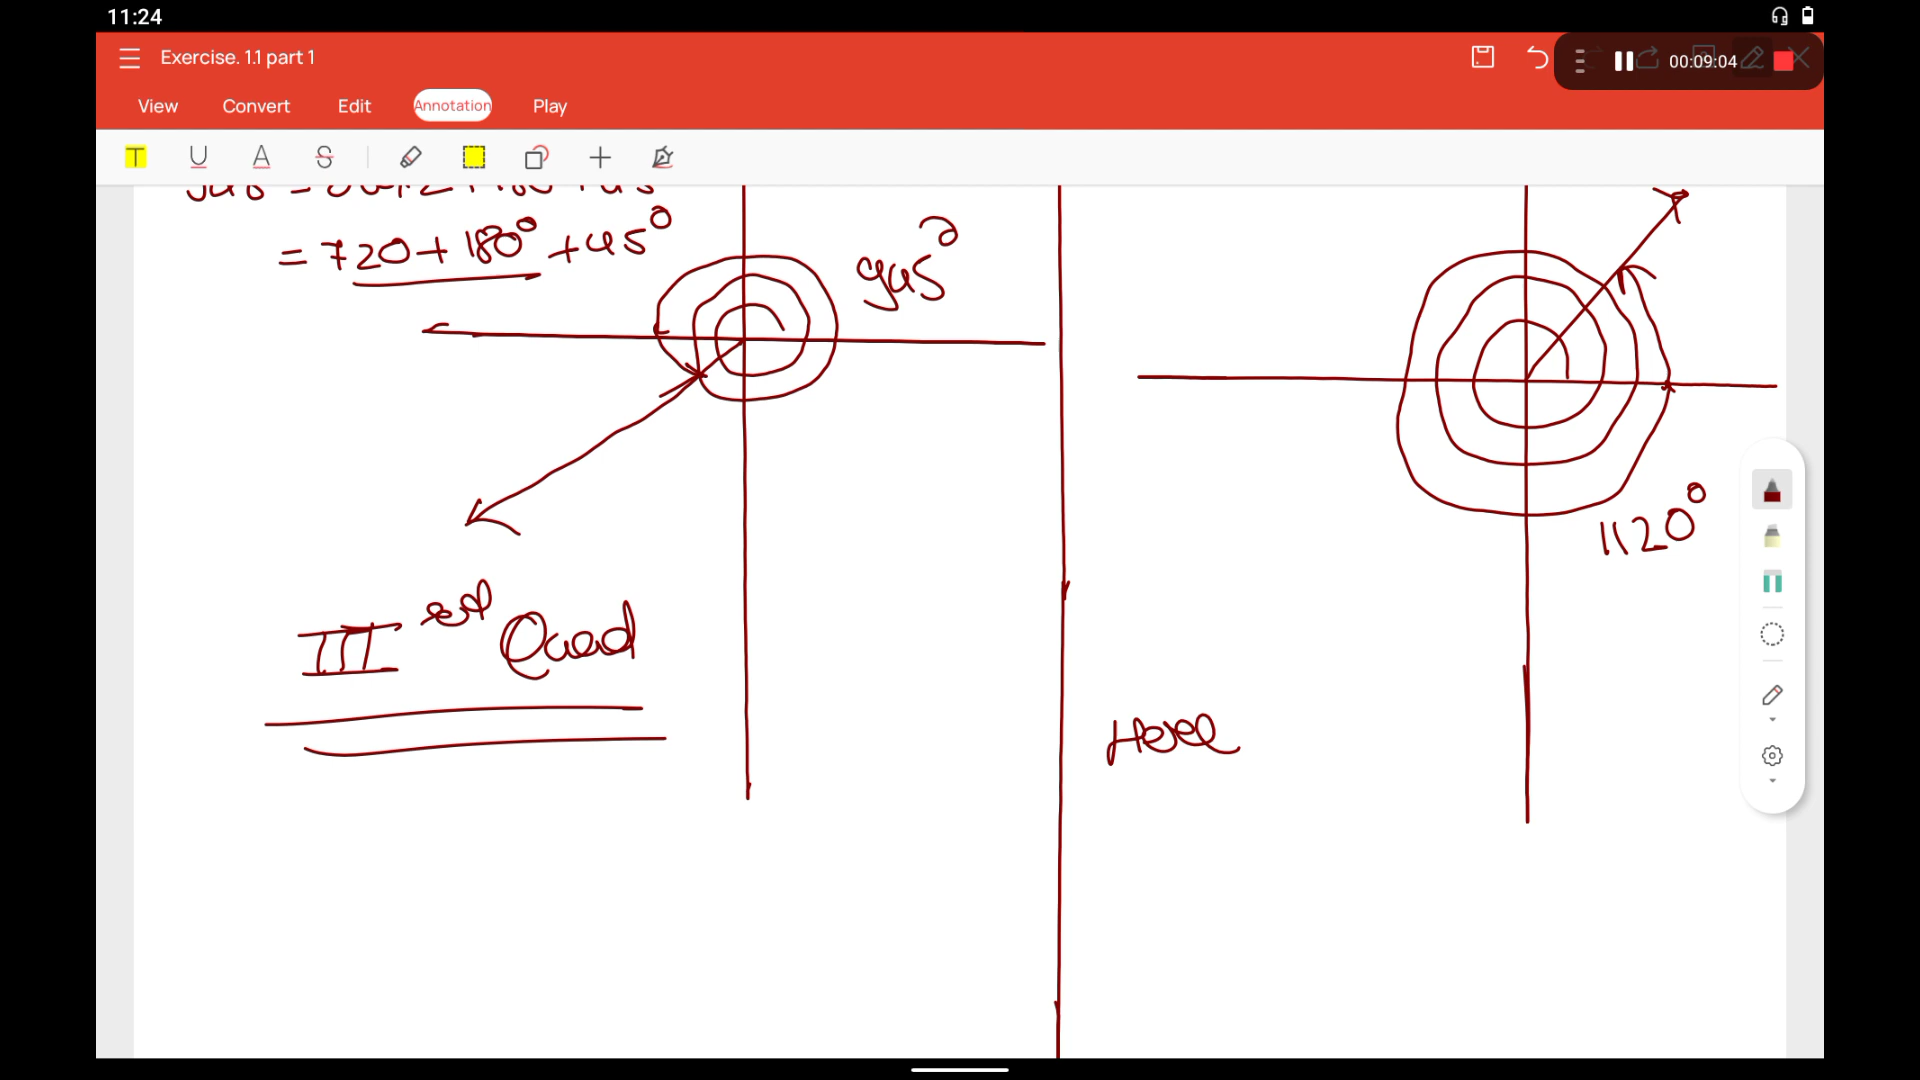 11:24
Exercise. 1.1 part 1
00:09:04
View Convert Edit Annotation Play
T U A S
= 720 + 180° + 45°
945°
III rd Quad
1120°
Here